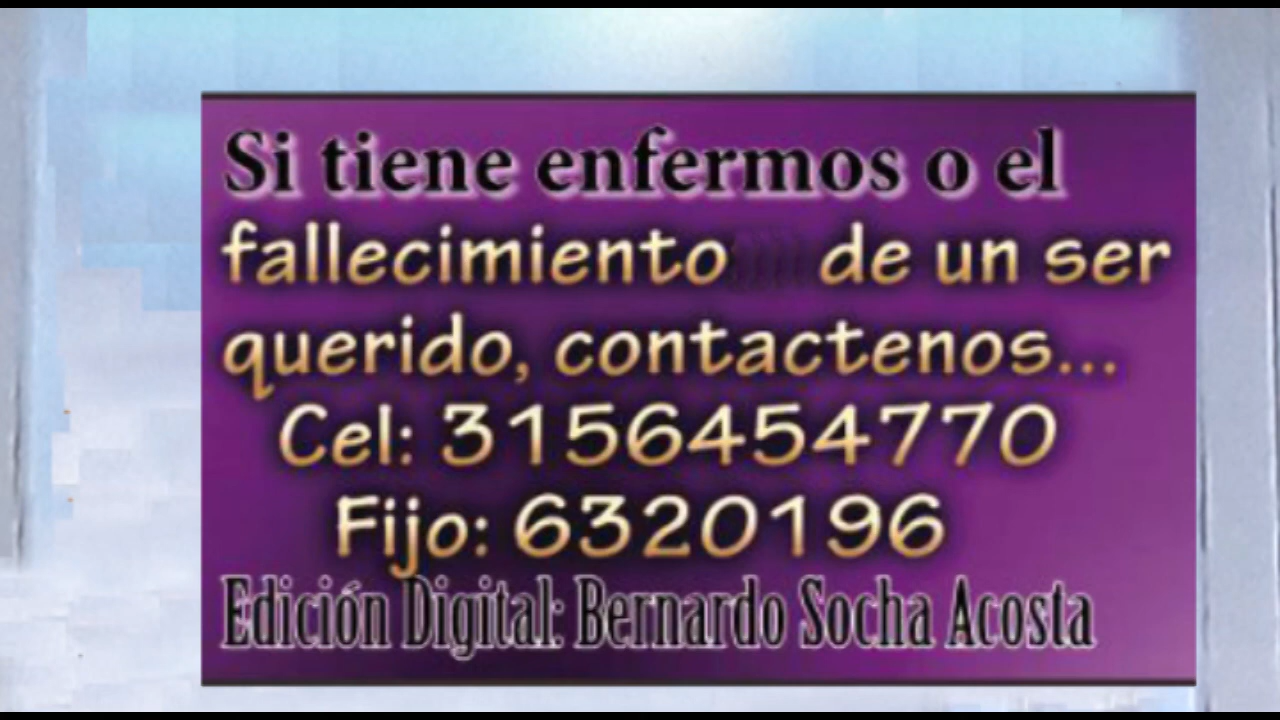 Si tiene enfermos o el
fallecimiento de un ser
querido, contactenos...
Cel: 3156454770
Fijo: 6320196
Edición Digital: Bernardo Socha Acosta